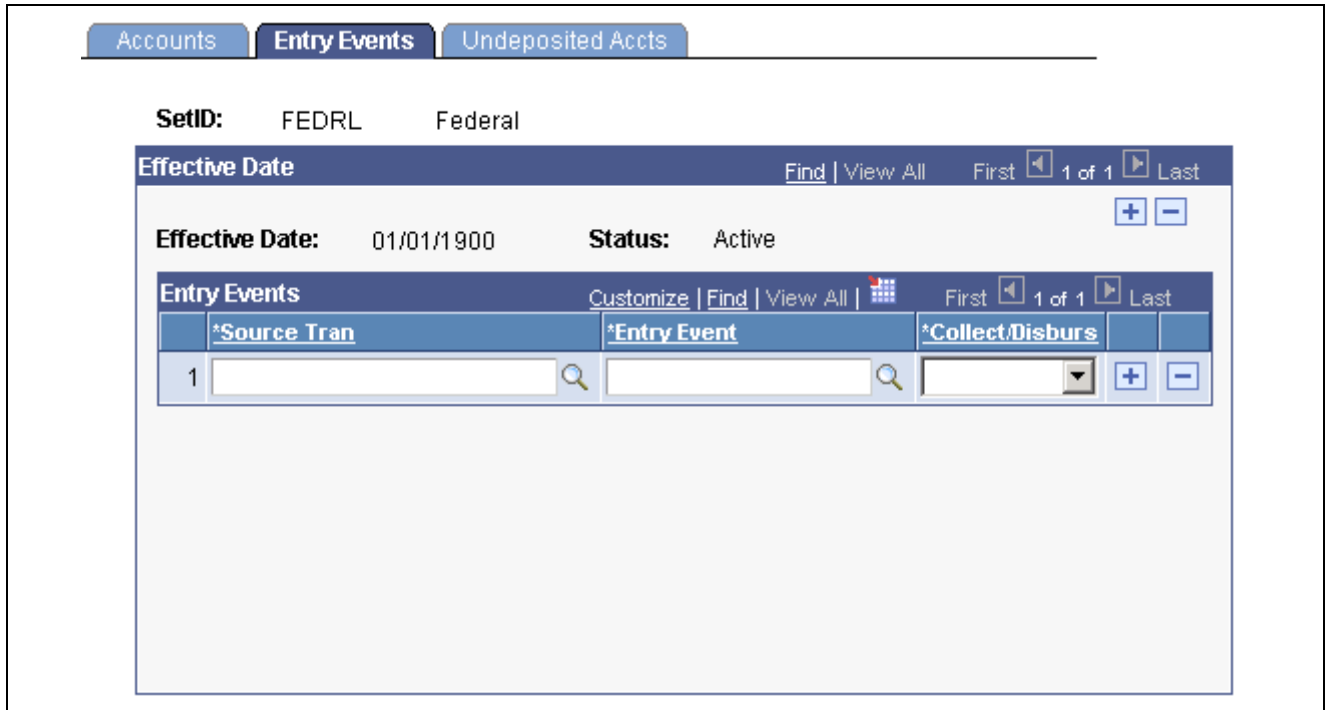 Accounts Entry Events Undeposited Accts
SetID: FEDRL Federal
Effective Date Find | View All First 1 of 1 Last
Effective Date: 01/01/1900 Status: Active
Entry Events Customize | Find | View All | First 1 of 1 Last
*Source Tran *Entry Event *Collect/Disburs
1